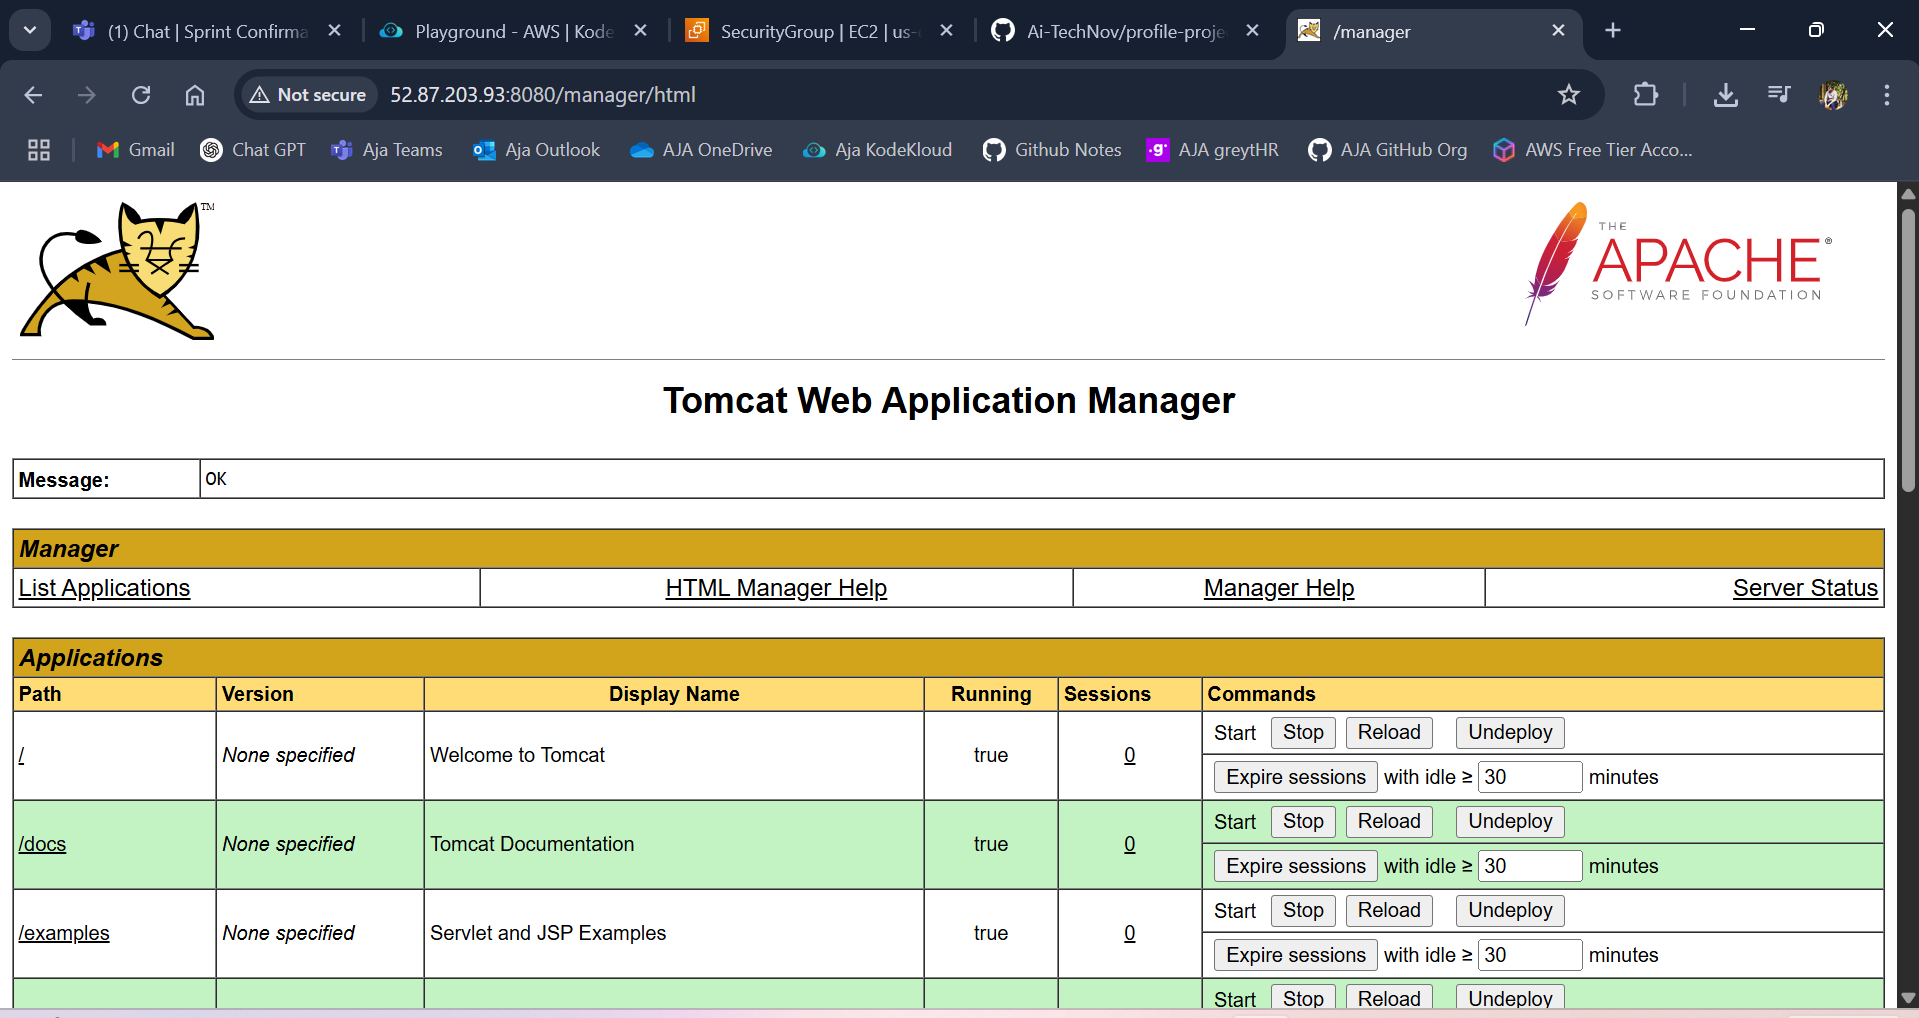 (1) Chat | Sprint Confirma
Playground - AWS | Kode
SecurityGroup | EC2 | us-
Ai-TechNov/profile-proje
/manager
Not secure
52.87.203.93:8080/manager/html
Gmail
Chat GPT
Aja Teams
Aja Outlook
AJA OneDrive
Aja KodeKloud
Github Notes
AJA greytHR
AJA GitHub Org
AWS Free Tier Acco...
TM
THE
APACHE®
SOFTWARE FOUNDATION
Tomcat Web Application Manager
Message: OK
Manager
List Applications HTML Manager Help Manager Help Server Status
Applications
Path Version Display Name Running Sessions Commands
/ None specified Welcome to Tomcat true 0
Start Stop Reload Undeploy
Expire sessions with idle ≥ 30 minutes
/docs None specified Tomcat Documentation true 0
Start Stop Reload Undeploy
Expire sessions with idle ≥ 30 minutes
/examples None specified Servlet and JSP Examples true 0
Start Stop Reload Undeploy
Expire sessions with idle ≥ 30 minutes
Start Stop Reload Undeploy